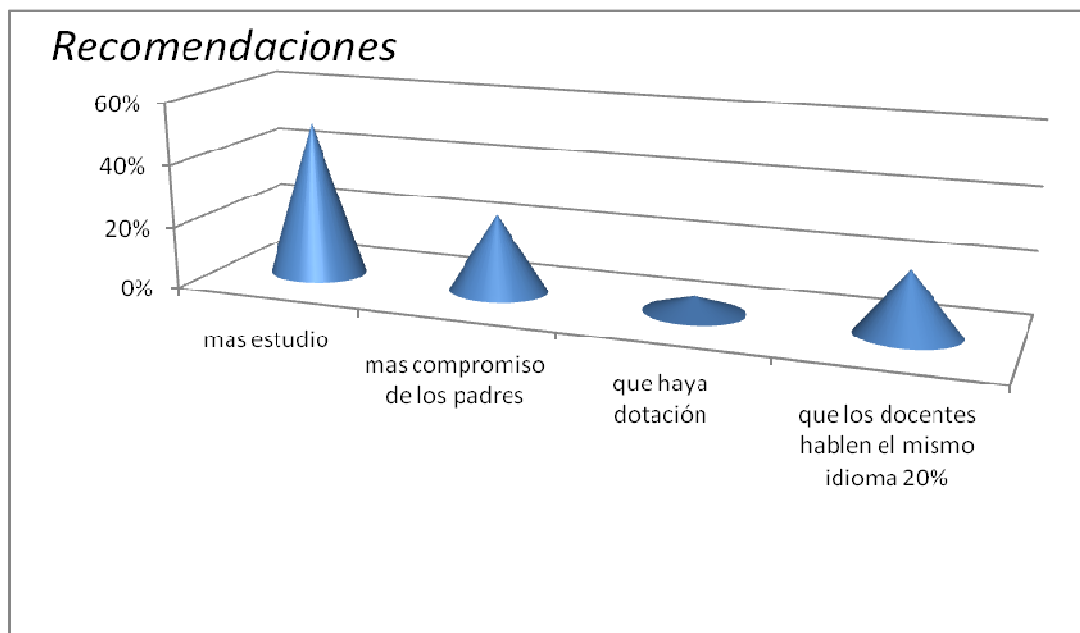 Recomendaciones
60%
40%
20%
0%
mas estudio
mas compromiso
de los padres
que haya
dotación
que los docentes
hablen el mismo
idioma 20%